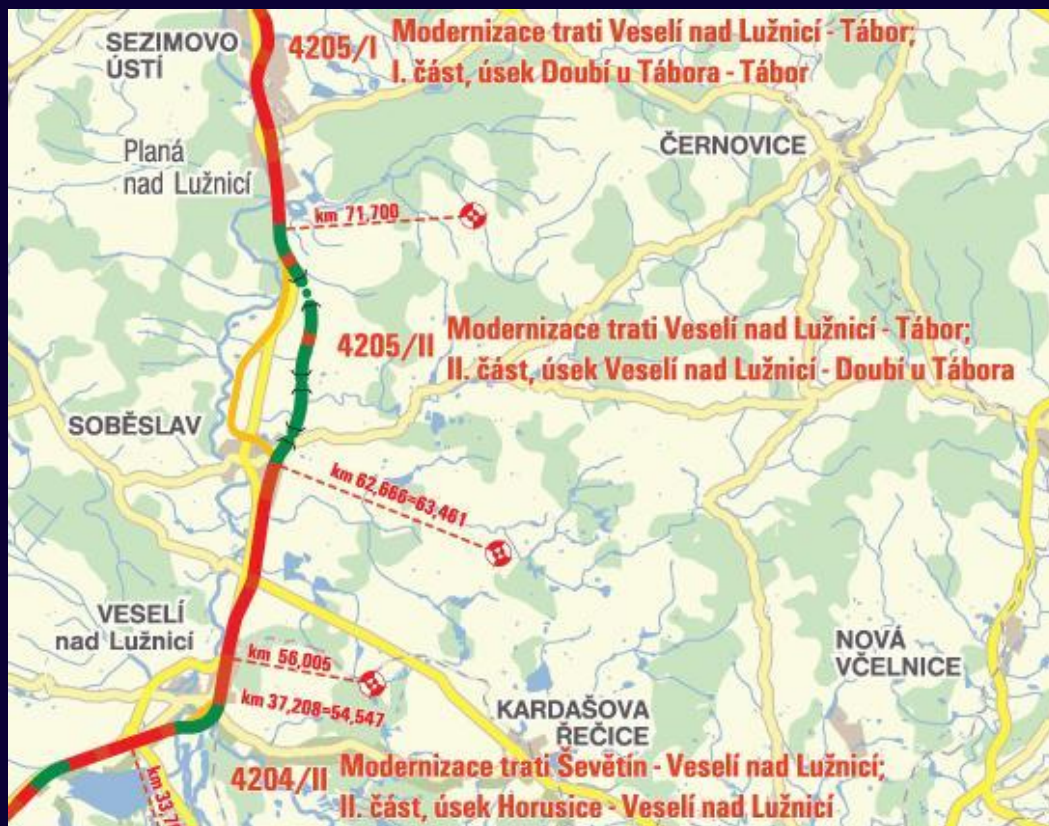 SEZIMOVO
ÚSTÍ
4205/I
Modernizace trati Veselí nad Lužnicí - Tábor;
I. část, úsek Doubí u Tábora - Tábor
Planá
nad Lužnicí
ČERNOVICE
km 71,700
4205/II
Modernizace trati Veselí nad Lužnicí - Tábor;
II. část, úsek Veselí nad Lužnicí - Doubí u Tábora
SOBĚSLAV
km 62,666=63,461
VESELÍ
nad Lužnicí
km 56,005
km 37,208=54,547
NOVÁ
VČELNICE
KARDAŠOVA
ŘEČICE
4204/II
Modernizace trati Ševětín - Veselí nad Lužnicí;
II. část, úsek Horusice - Veselí nad Lužnicí
km